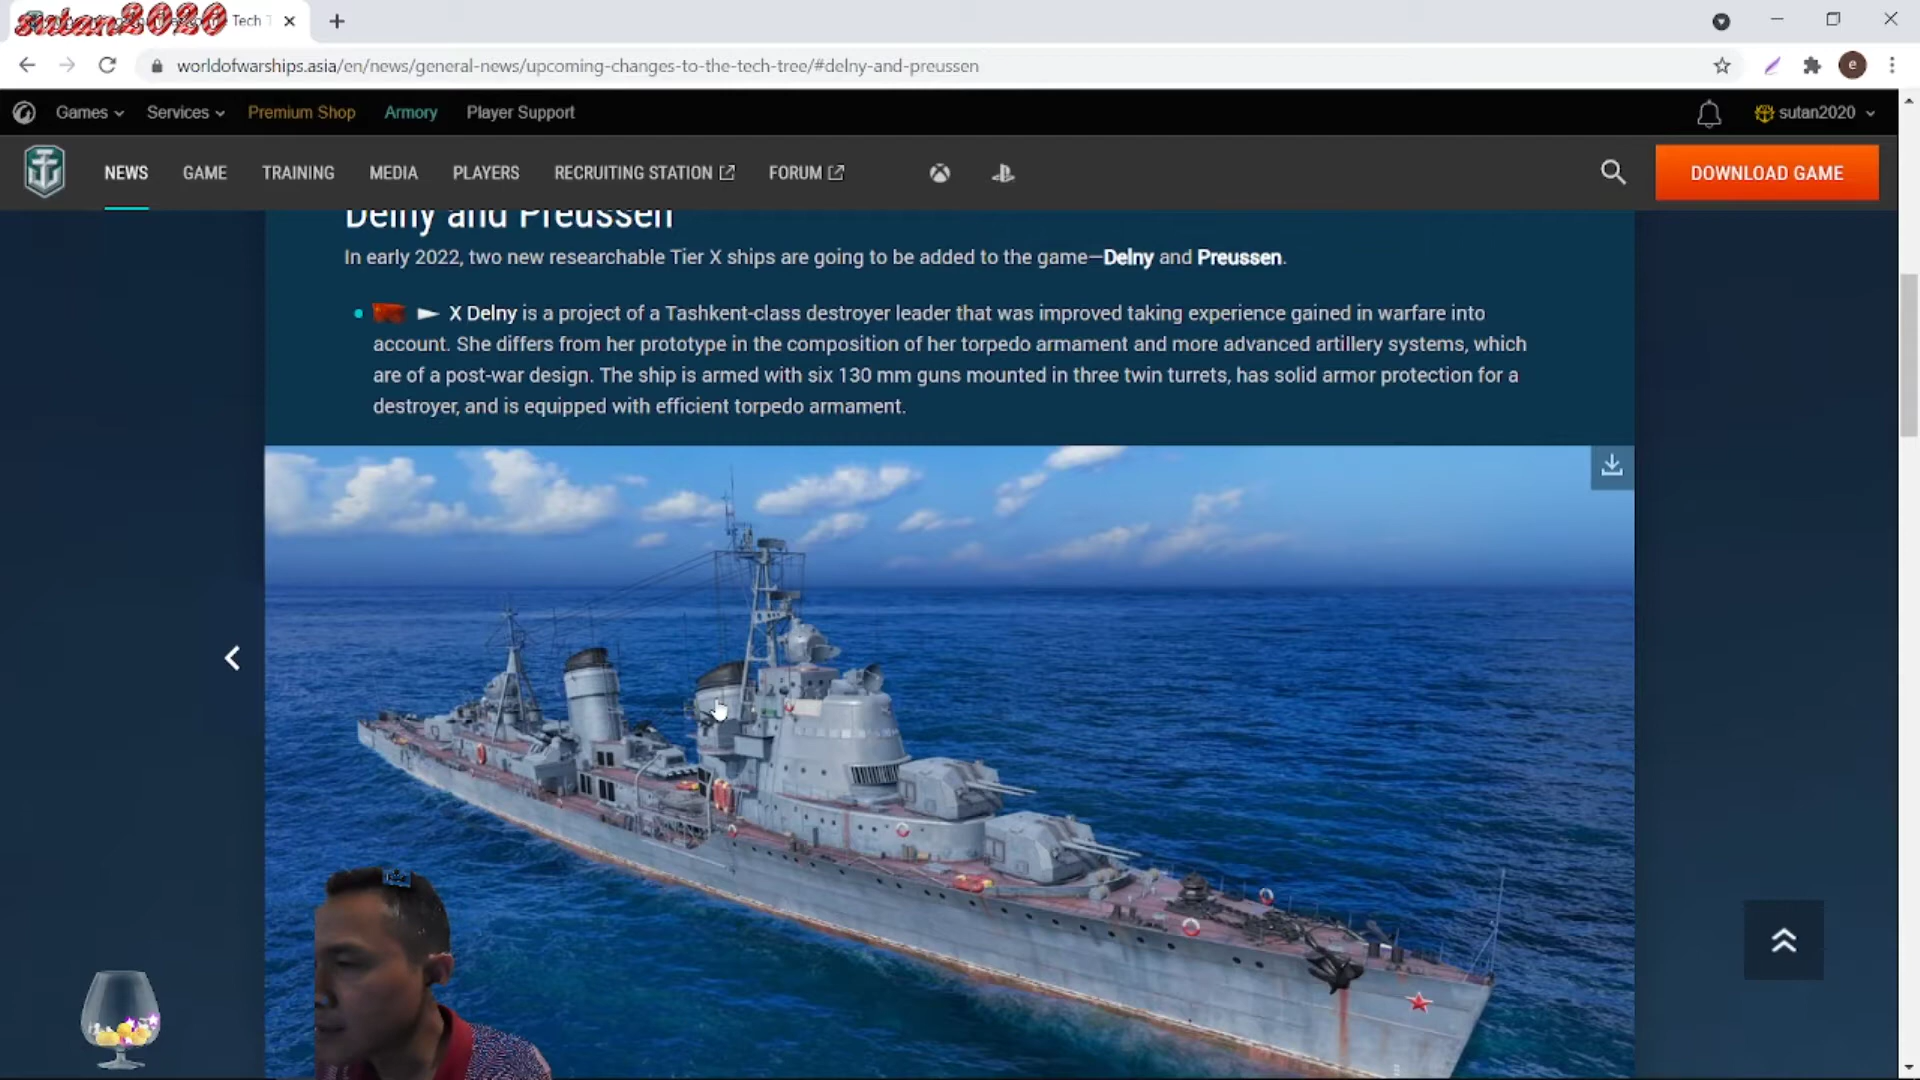 sutan2020
Tech T
worldofwarships.asia/en/news/general-news/upcoming-changes-to-the-tech-tree/#delny-and-preussen
e
Games Services Premium Shop Armory Player Support
sutan2020
NEWS GAME TRAINING MEDIA PLAYERS RECRUITING STATION FORUM
DOWNLOAD GAME
Delny and Preussen
In early 2022, two new researchable Tier X ships are going to be added to the game—Delny and Preussen.
X Delny is a project of a Tashkent-class destroyer leader that was improved taking experience gained in warfare into
account. She differs from her prototype in the composition of her torpedo armament and more advanced artillery systems, which
are of a post-war design. The ship is armed with six 130 mm guns mounted in three twin turrets, has solid armor protection for a
destroyer, and is equipped with efficient torpedo armament.